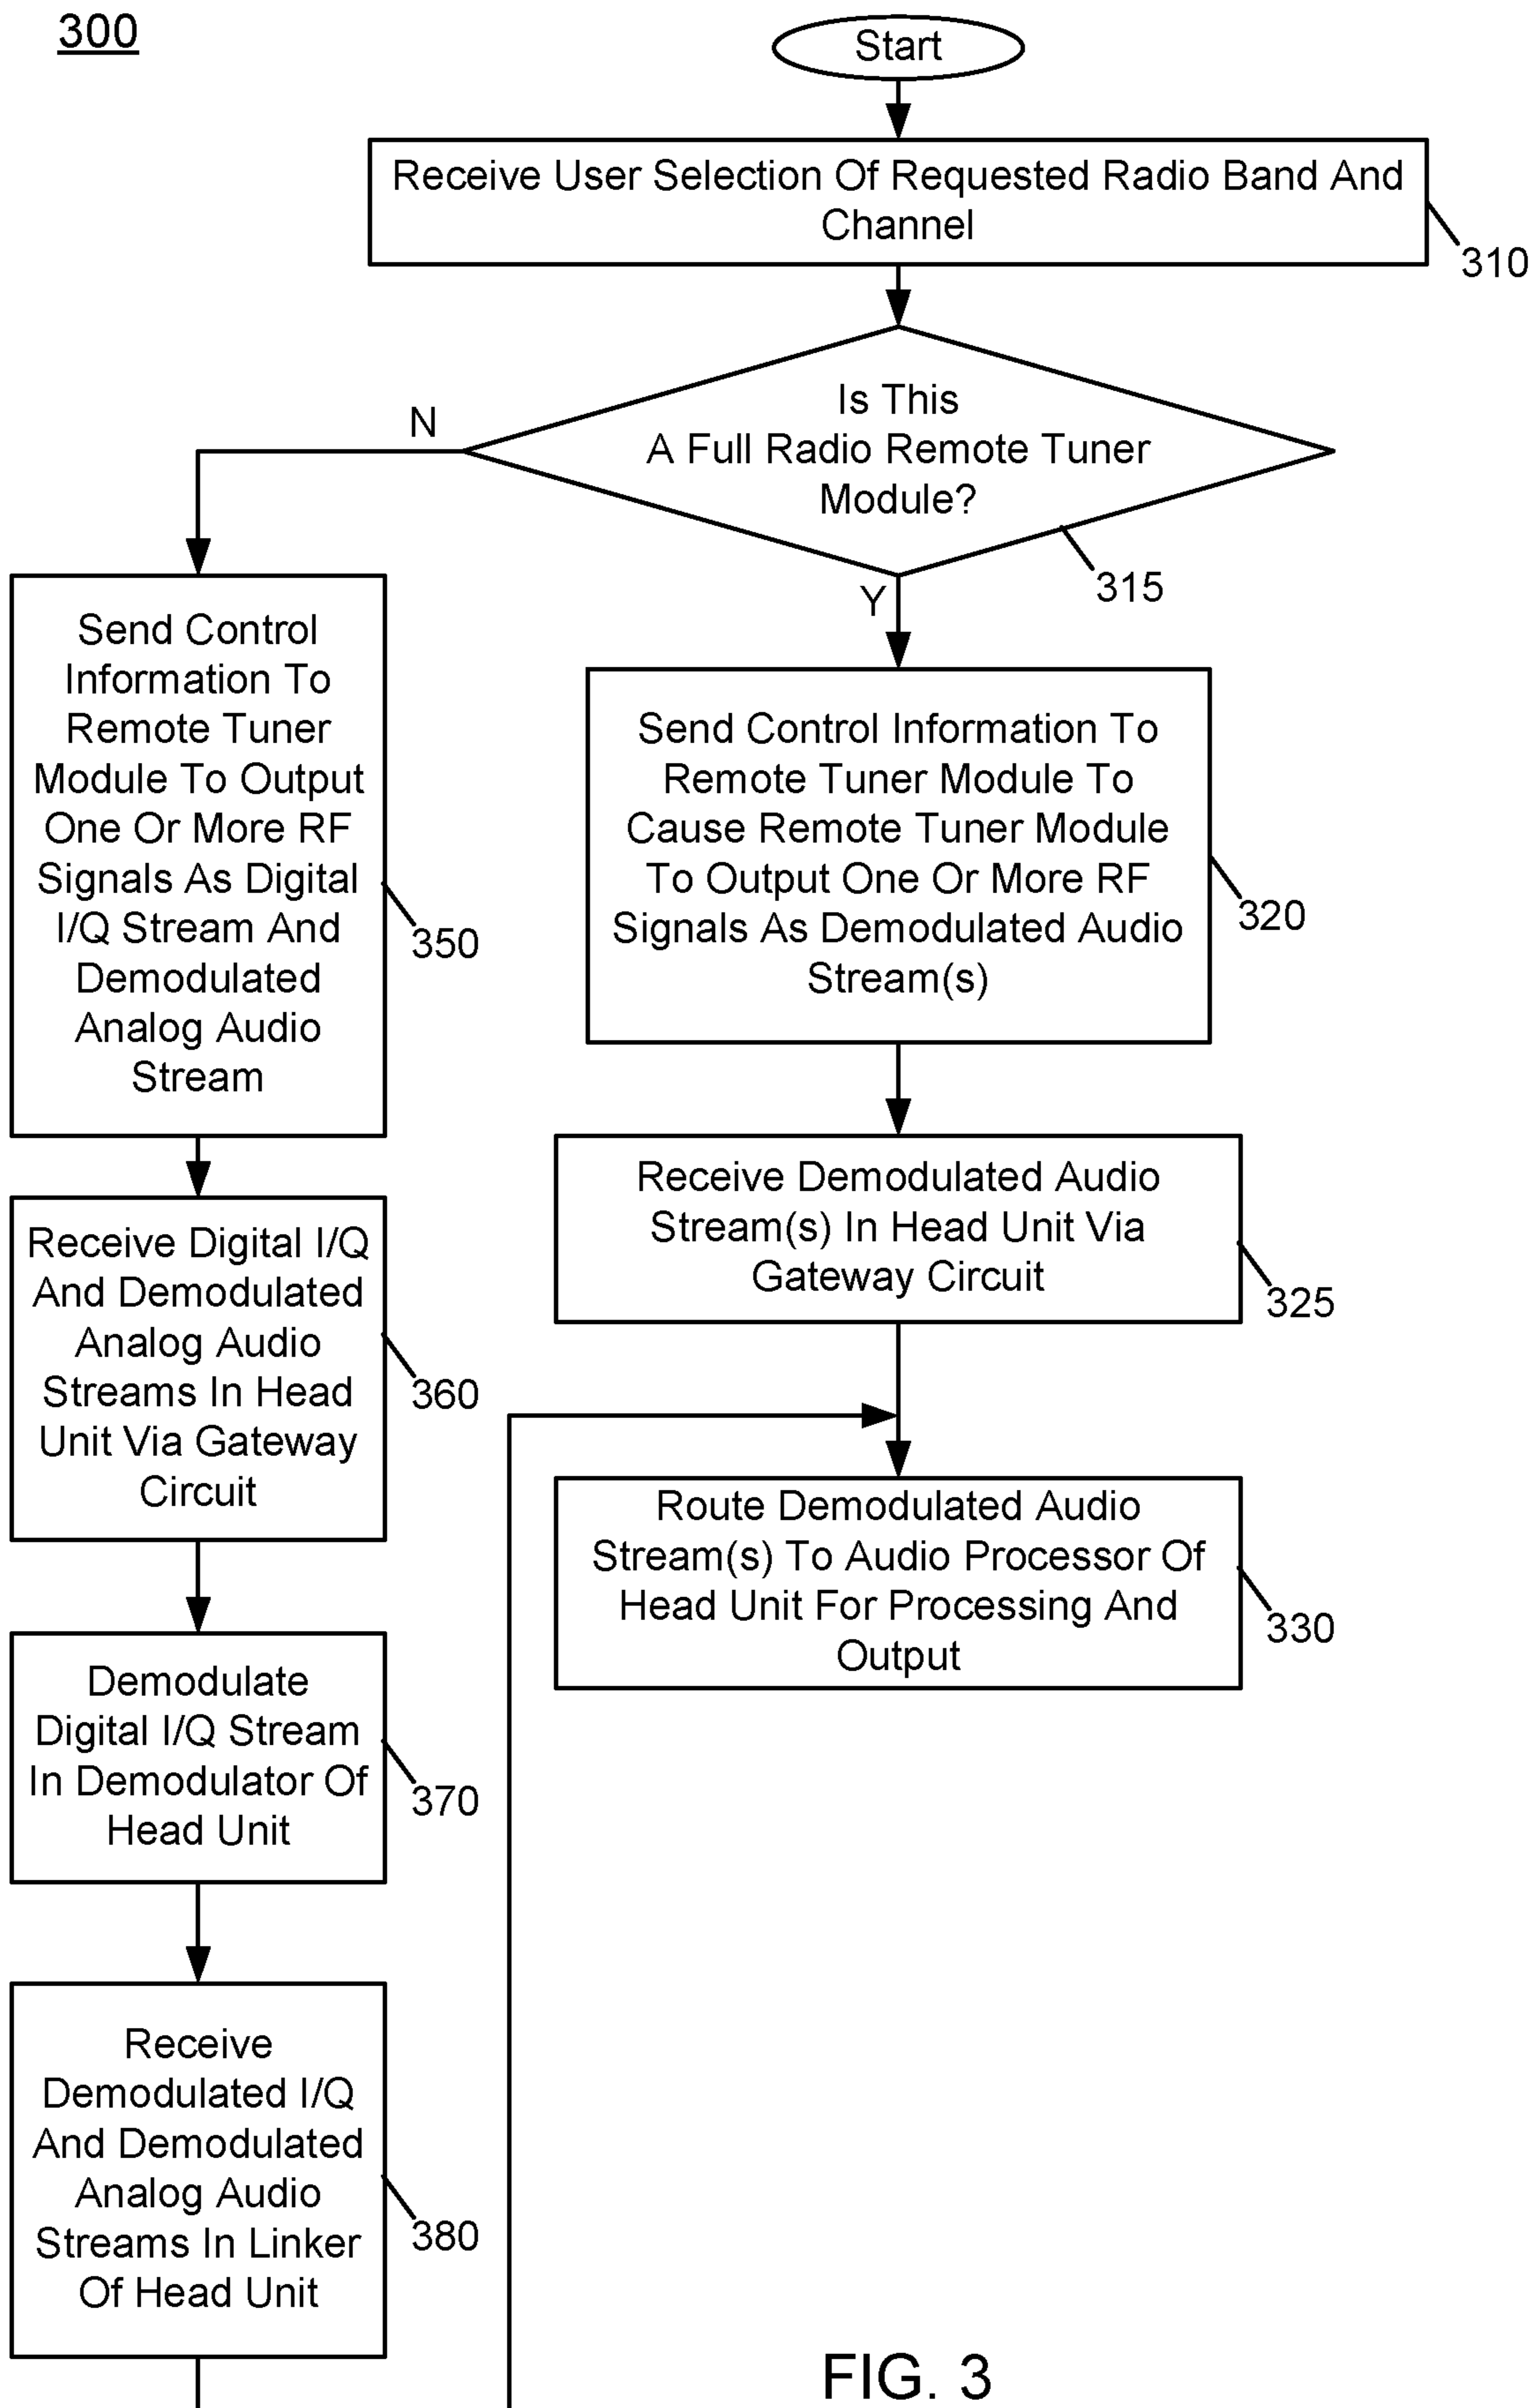 300
Start
Receive User Selection Of Requested Radio Band And
Channel
310
Is This
A Full Radio Remote Tuner
Module?
315
N
Y
Send Control
Information To
Remote Tuner
Module To Output
One Or More RF
Signals As Digital
I/Q Stream And
Demodulated
Analog Audio
Stream
350
Send Control Information To
Remote Tuner Module To
Cause Remote Tuner Module
To Output One Or More RF
Signals As Demodulated Audio
Stream(s)
320
Receive Demodulated Audio
Stream(s) In Head Unit Via
Gateway Circuit
325
Receive Digital I/Q
And Demodulated
Analog Audio
Streams In Head
Unit Via Gateway
Circuit
360
Route Demodulated Audio
Stream(s) To Audio Processor Of
Head Unit For Processing And
Output
330
Demodulate
Digital I/Q Stream
In Demodulator Of
Head Unit
370
Receive
Demodulated I/Q
And Demodulated
Analog Audio
Streams In Linker
Of Head Unit
380
FIG. 3